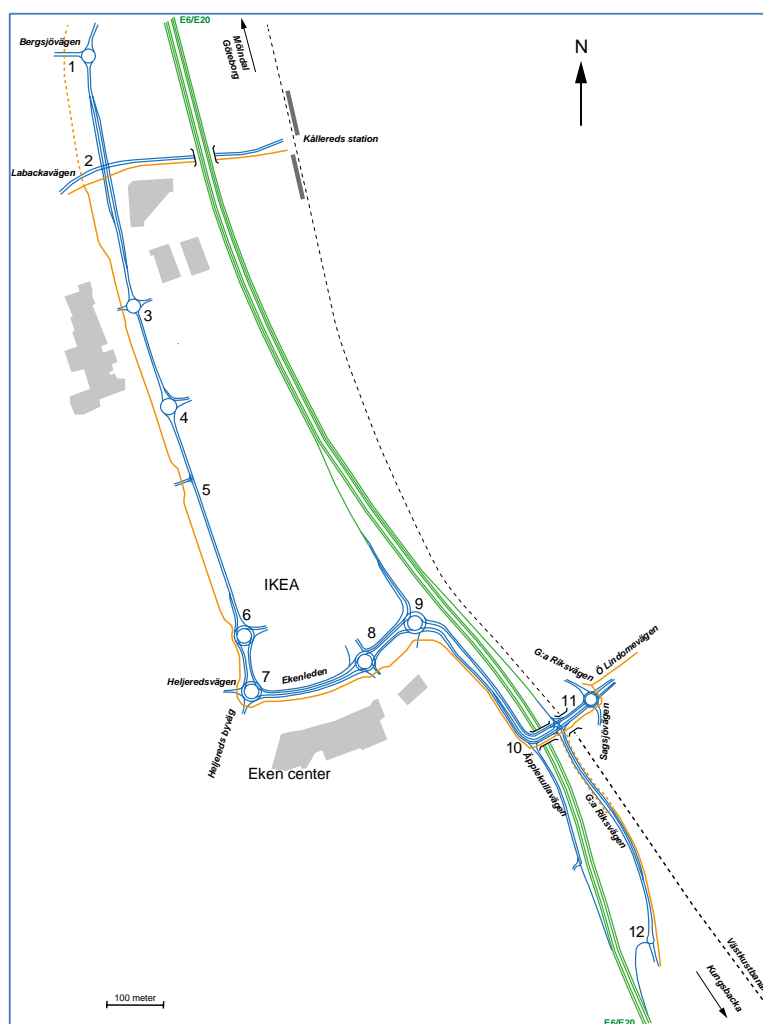 E6/E20
Bergsjövägen
Mölndal
Göteborg
N
1
Kållereds station
2
Labackavägen
3
4
5
IKEA
6
9
8
7
Ekenleden
Heljeredsvägen
Heljereds byväg
G:a Riksvägen
Ö Lindomevägen
11
Sagsjövägen
10
Eken center
Äpplekullavägen
G:a Riksvägen
12
Västkustbanan
Kungsbacka
100 meter
E6/E20